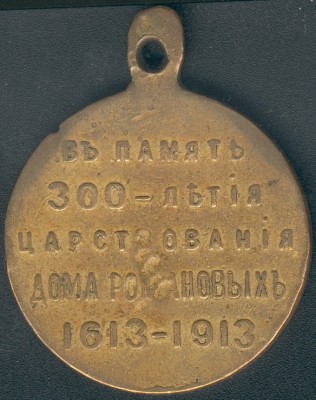 ВЪ ПАМЯТЬ
300-ЛѢТІЯ
ЦАРСТВОВАНІЯ
ДОМА РОМАНОВЫХЪ
1613-1913